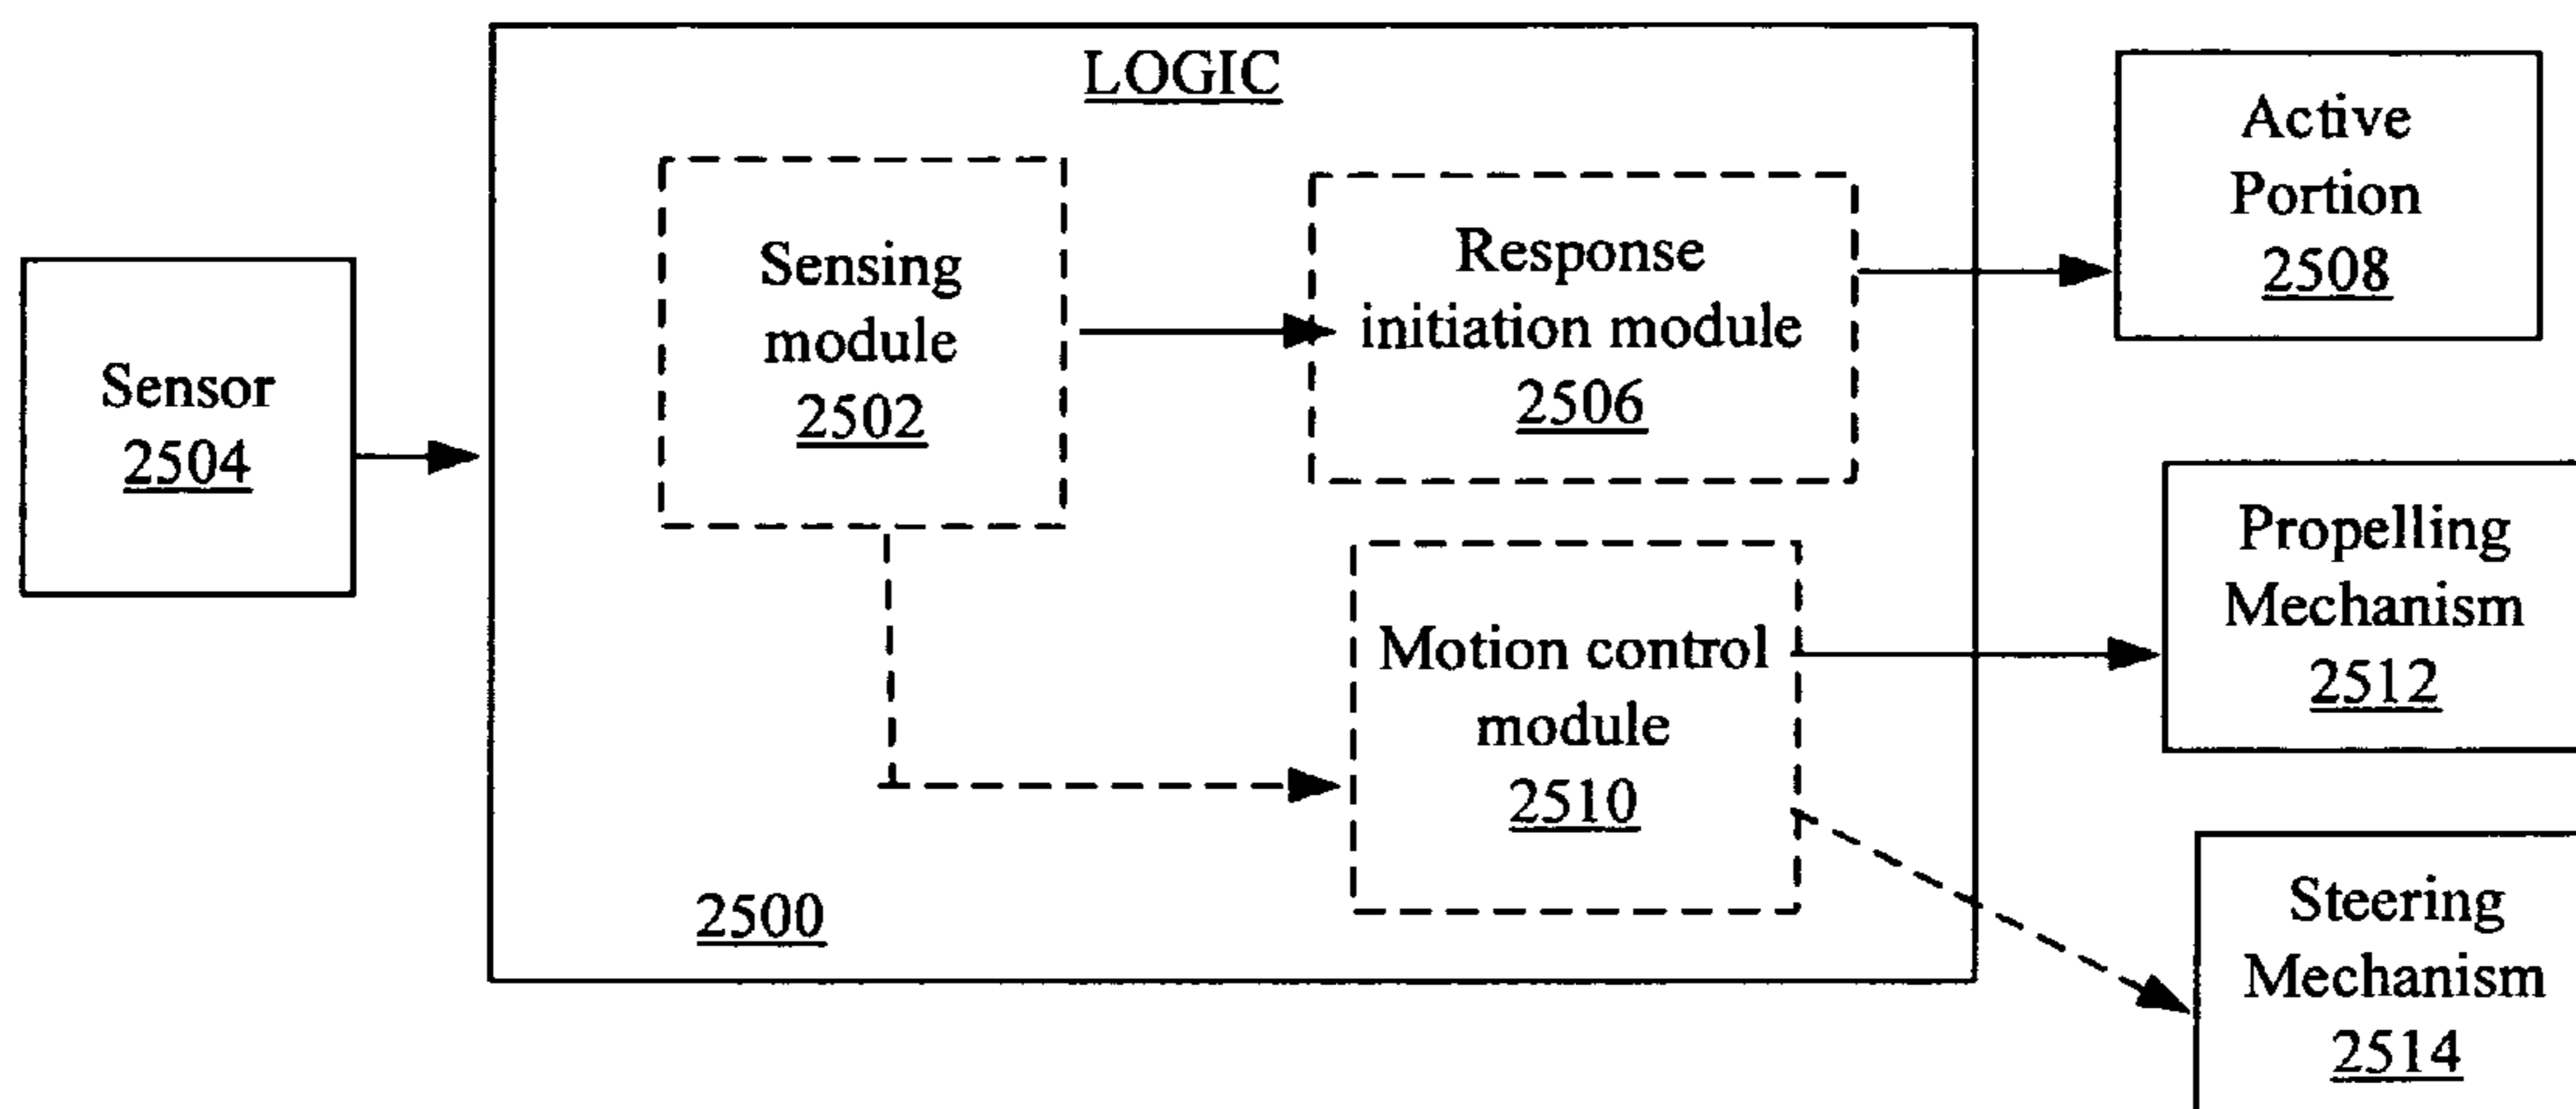 LOGIC
Sensor
2504
Sensing
module
2502
Response
initiation module
2506
Active
Portion
2508
Motion control
module
2510
Propelling
Mechanism
2512
2500
Steering
Mechanism
2514